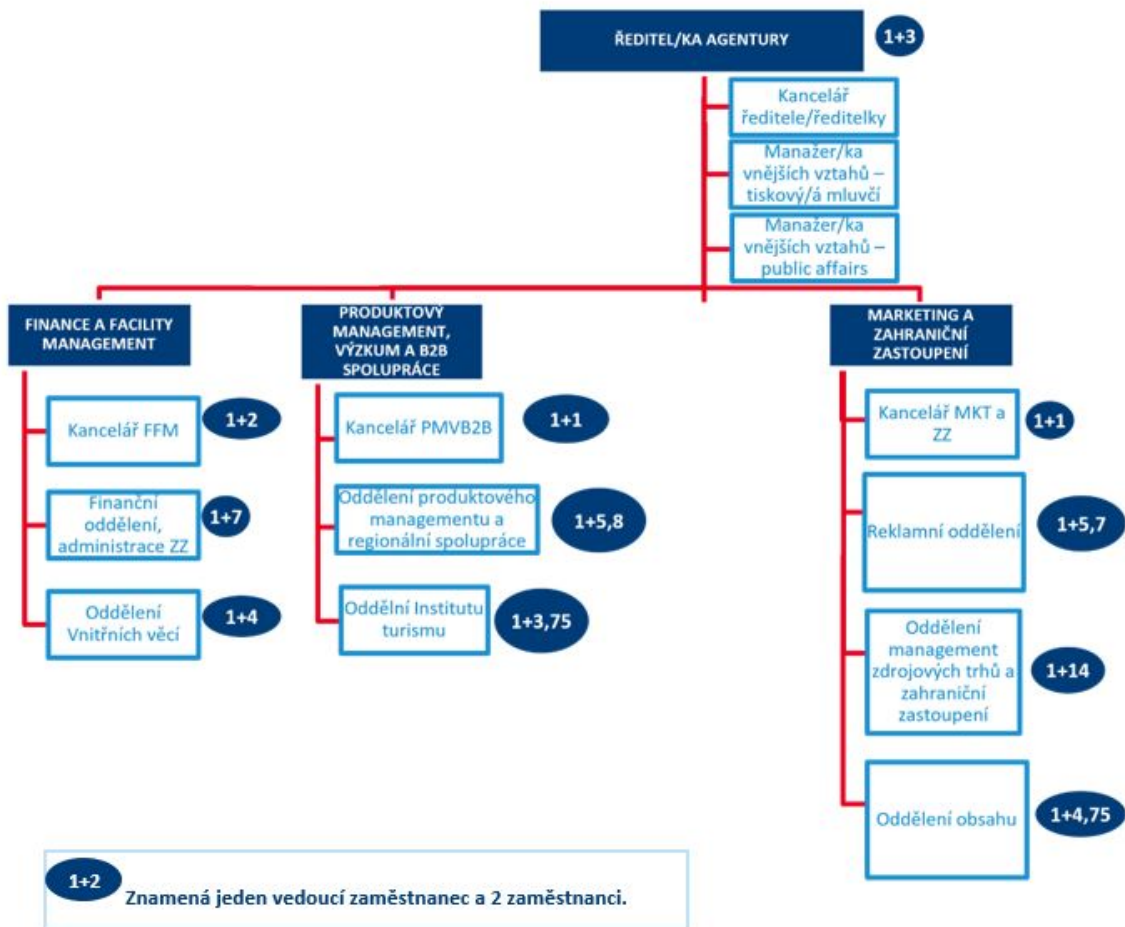 ŘEDITEL/KA AGENTURY
1+3
Kancelář
ředitele/ředitelky
Manažer/ka
vnějších vztahů –
tiskový/á mluvčí
Manažer/ka
vnějších vztahů –
public affairs
FINANCE A FACILITY
MANAGEMENT
Kancelář FFM
1+2
Finanční
oddělení,
administrace ZZ
1+7
Oddělení
Vnitřních věcí
1+4
PRODUKTOVÝ
MANAGEMENT,
VÝZKUM A B2B
SPOLUPRÁCE
Kancelář PMVB2B
1+1
Oddělení produktového
managementu a
regionální spolupráce
1+5,8
Oddělní Institutu
turismu
1+3,75
MARKETING A
ZAHRANIČNÍ
ZASTOUPENÍ
Kancelář MKT a
ZZ
1+1
Reklamní oddělení
1+5,7
Oddělení
management
zdrojových trhů a
zahraniční
zastoupení
1+14
Oddělení obsahu
1+4,75
1+2
Znamená jeden vedoucí zaměstnanec a 2 zaměstnanci.